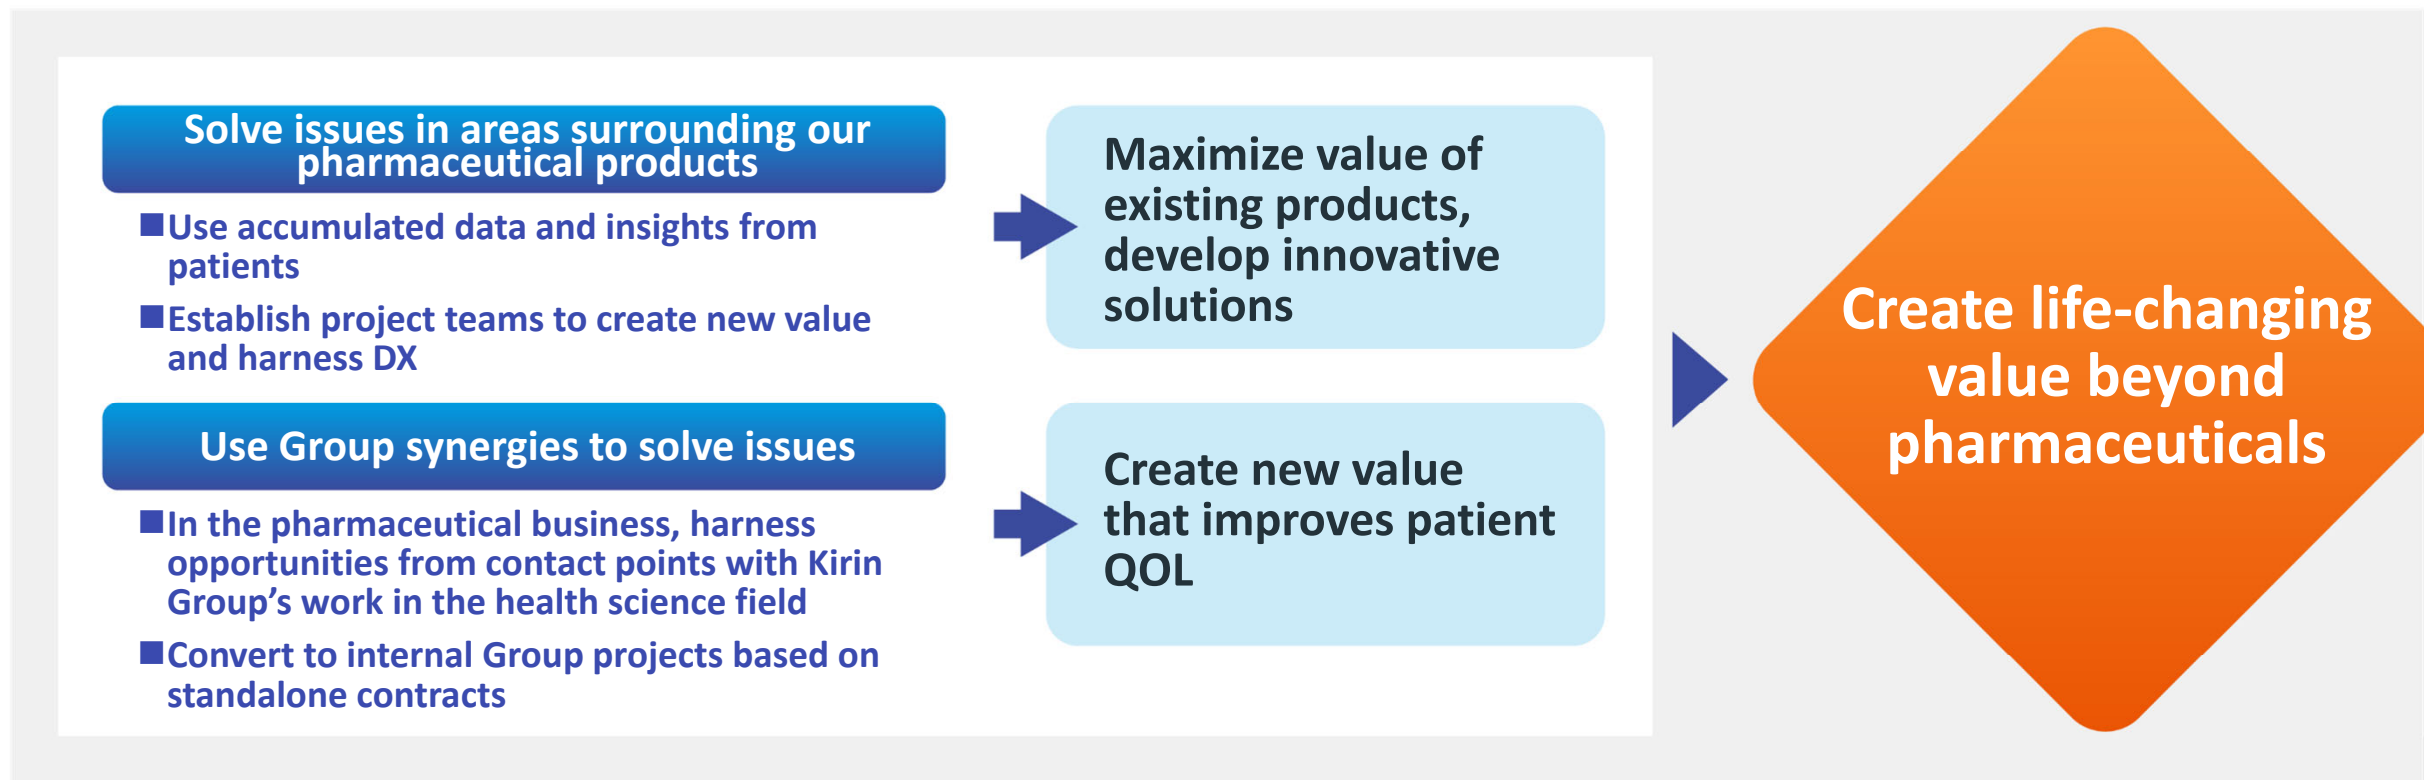 Solve issues in areas surrounding our
pharmaceutical products
■Use accumulated data and insights from
patients
■Establish project teams to create new value
and harness DX
Maximize value of
existing products,
develop innovative
solutions
Use Group synergies to solve issues
■In the pharmaceutical business, harness
opportunities from contact points with Kirin
Group’s work in the health science field
■Convert to internal Group projects based on
standalone contracts
Create new value
that improves patient
QOL
Create life-changing
value beyond
pharmaceuticals